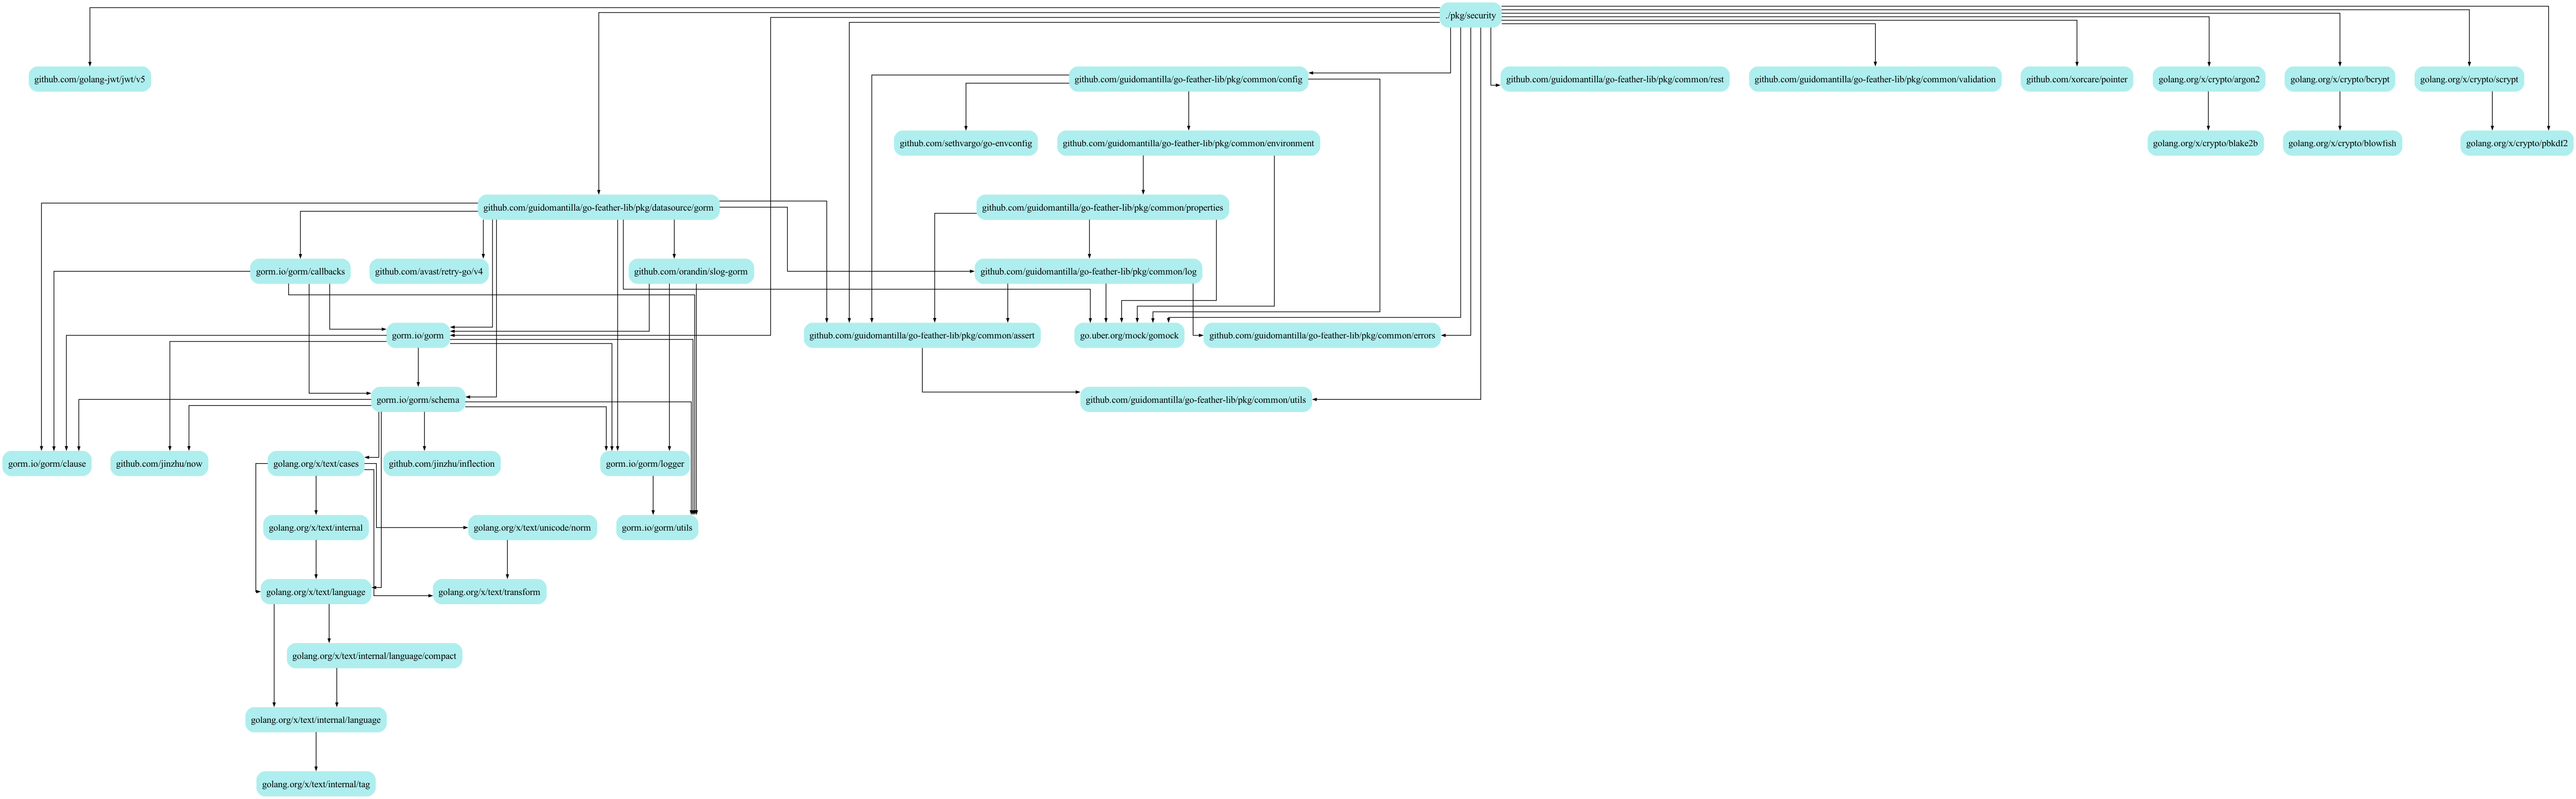 ./pkg/security
github.com/golang-jwt/jwt/v5
github.com/guidomantilla/go-feather-lib/pkg/common/config
github.com/guidomantilla/go-feather-lib/pkg/common/rest
github.com/guidomantilla/go-feather-lib/pkg/common/validation
github.com/xorcare/pointer
golang.org/x/crypto/argon2
golang.org/x/crypto/bcrypt
golang.org/x/crypto/scrypt
github.com/sethvargo/go-envconfig
github.com/guidomantilla/go-feather-lib/pkg/common/environment
golang.org/x/crypto/blake2b
golang.org/x/crypto/blowfish
golang.org/x/crypto/pbkdf2
github.com/guidomantilla/go-feather-lib/pkg/datasource/gorm
github.com/guidomantilla/go-feather-lib/pkg/common/properties
gorm.io/gorm/callbacks
github.com/avast/retry-go/v4
github.com/orandin/slog-gorm
github.com/guidomantilla/go-feather-lib/pkg/common/log
gorm.io/gorm
github.com/guidomantilla/go-feather-lib/pkg/common/assert
go.uber.org/mock/gomock
github.com/guidomantilla/go-feather-lib/pkg/common/errors
gorm.io/gorm/schema
github.com/guidomantilla/go-feather-lib/pkg/common/utils
gorm.io/gorm/clause
github.com/jinzhu/now
golang.org/x/text/cases
github.com/jinzhu/inflection
gorm.io/gorm/logger
golang.org/x/text/internal
golang.org/x/text/unicode/norm
gorm.io/gorm/utils
golang.org/x/text/language
golang.org/x/text/transform
golang.org/x/text/internal/language/compact
golang.org/x/text/internal/language
golang.org/x/text/internal/tag